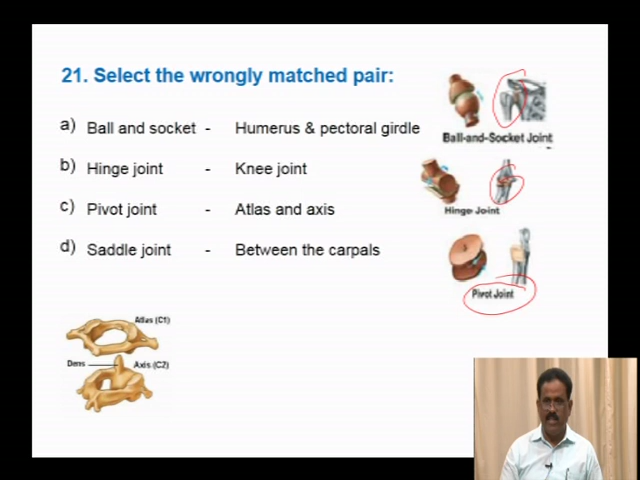 21. Select the wrongly matched pair:
a) Ball and socket - Humerus & pectoral girdle
b) Hinge joint - Knee joint
c) Pivot joint - Atlas and axis
d) Saddle joint - Between the carpals
Ball-and-Socket Joint
Hinge Joint
Pivot Joint
Atlas (C1)
Dens
Axis (C2)